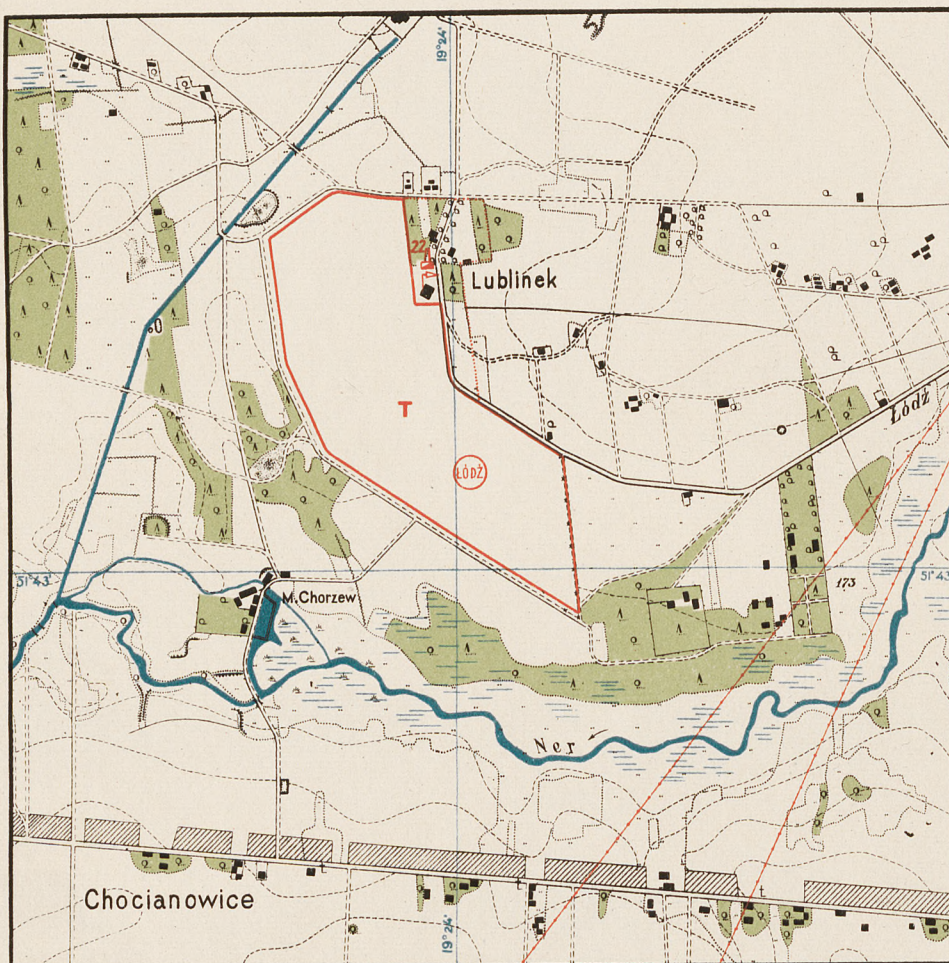 19°24'
22
Lublinek
T
Łódź
ŁÓDŹ
51°43'
51°43'
173
M.Chorzew
Ner
t
t
t
Chocianowice
19°24'